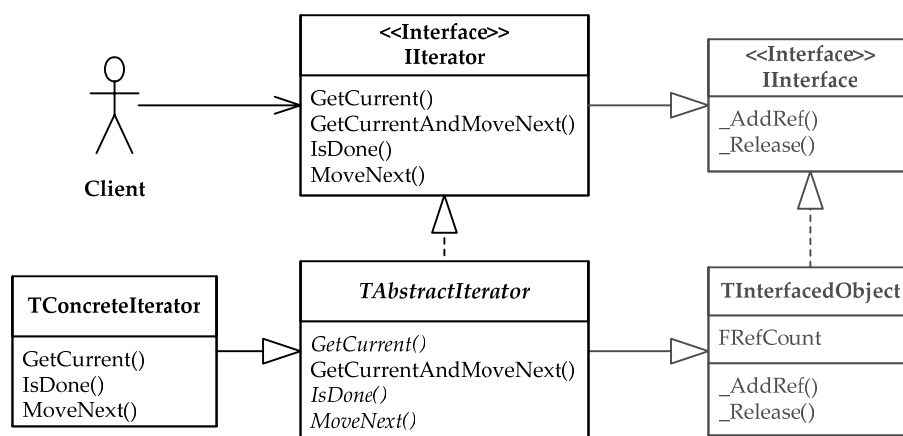 <<Interface>>
IIterator
GetCurrent()
GetCurrentAndMoveNext()
IsDone()
MoveNext()
<<Interface>>
IInterface
_AddRef()
_Release()
Client
TConcreteIterator
GetCurrent()
IsDone()
MoveNext()
TAbstractIterator
GetCurrent()
GetCurrentAndMoveNext()
IsDone()
MoveNext()
TInterfacedObject
FRefCount
_AddRef()
_Release()